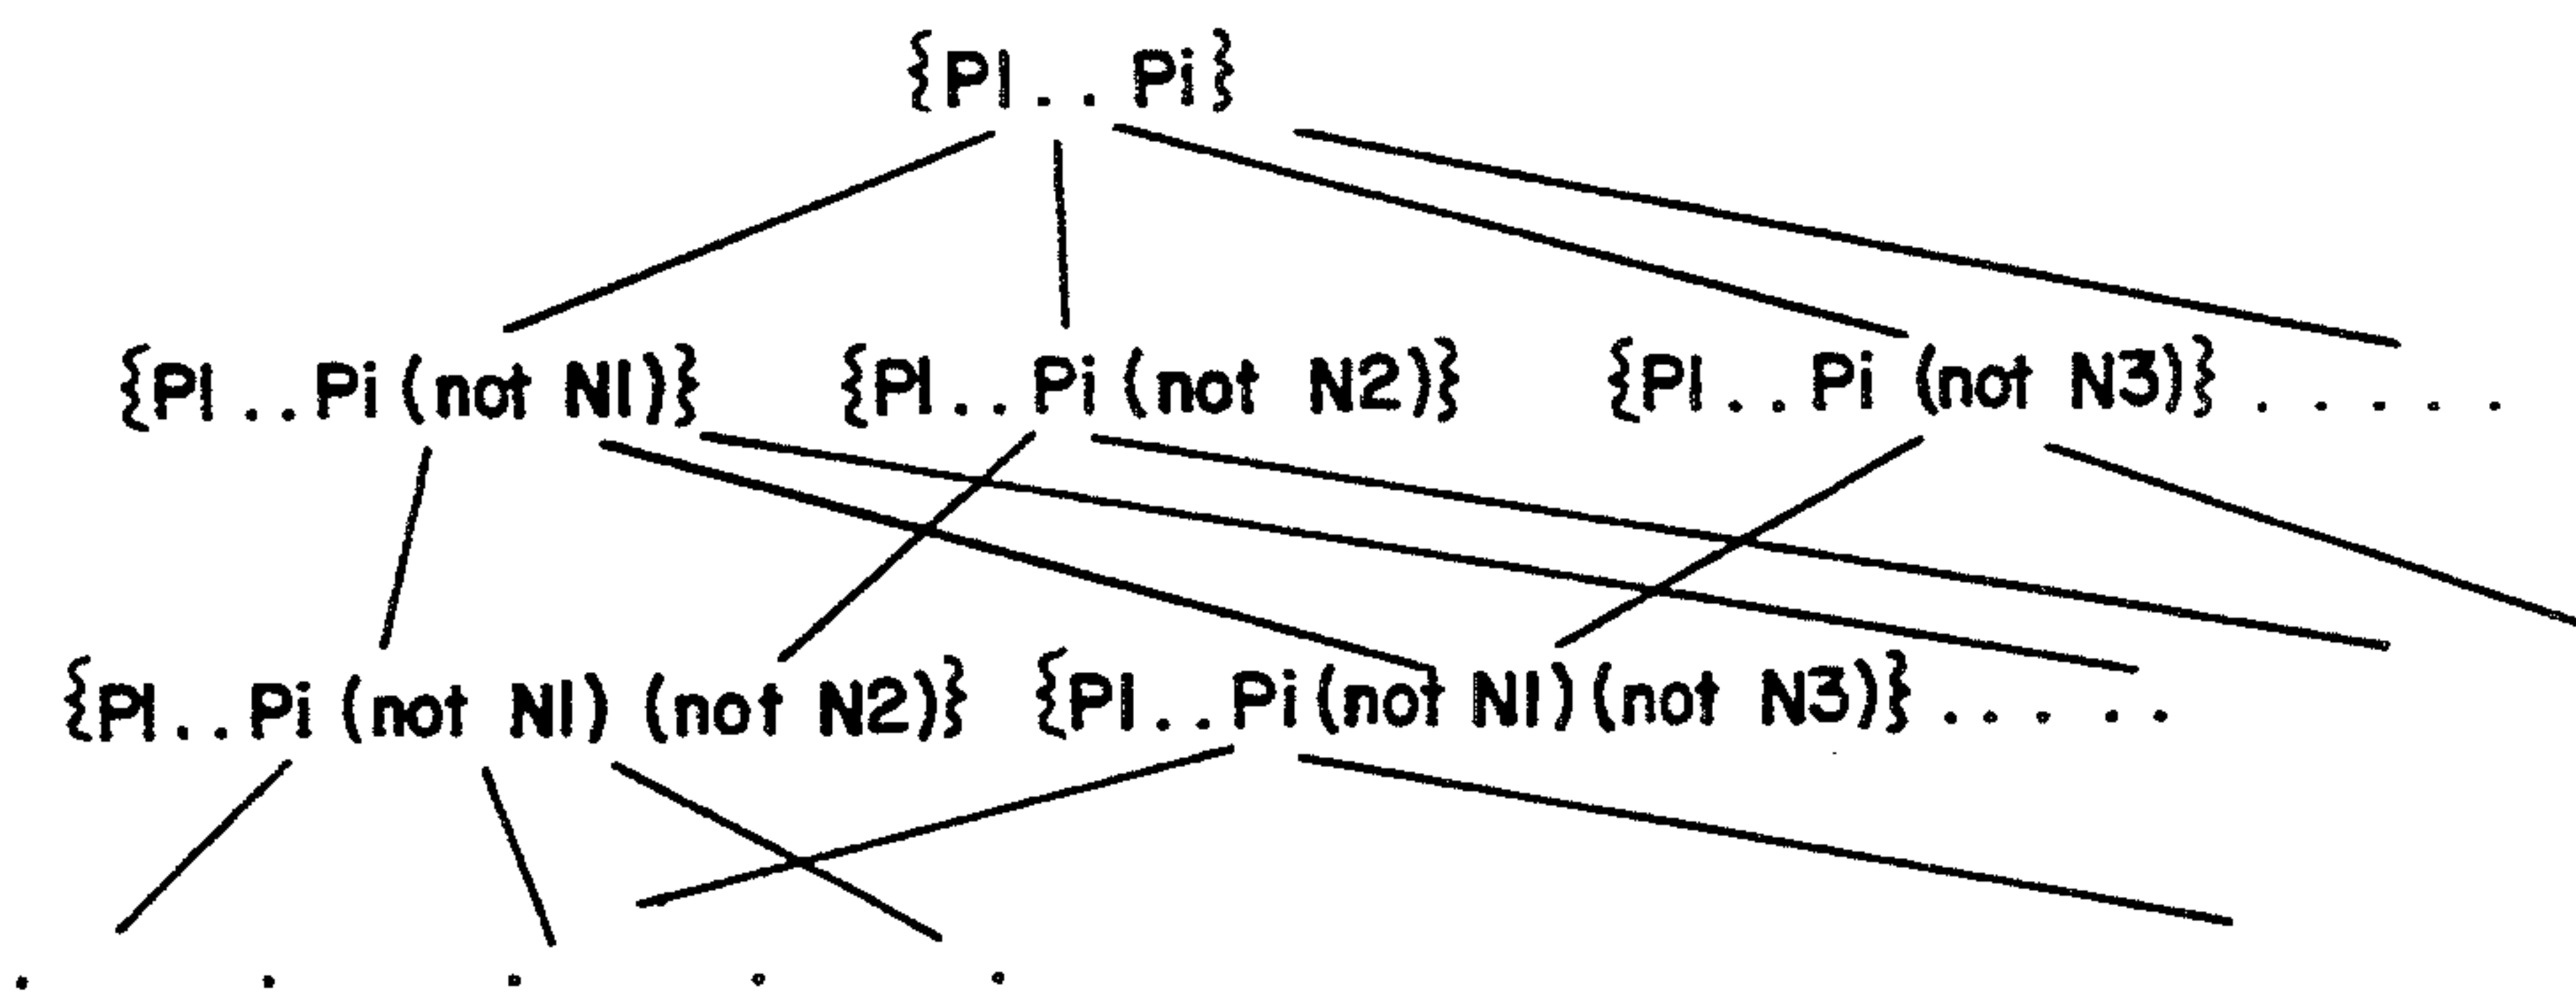 {P1 . . Pi}
{P1 . . Pi (not N1)} {P1 . . Pi (not N2)} {P1 . . Pi (not N3)} . . . . .
{P1 . . Pi (not N1) (not N2)} {P1 . . Pi (not N1) (not N3)} . . . . .
. . . . .